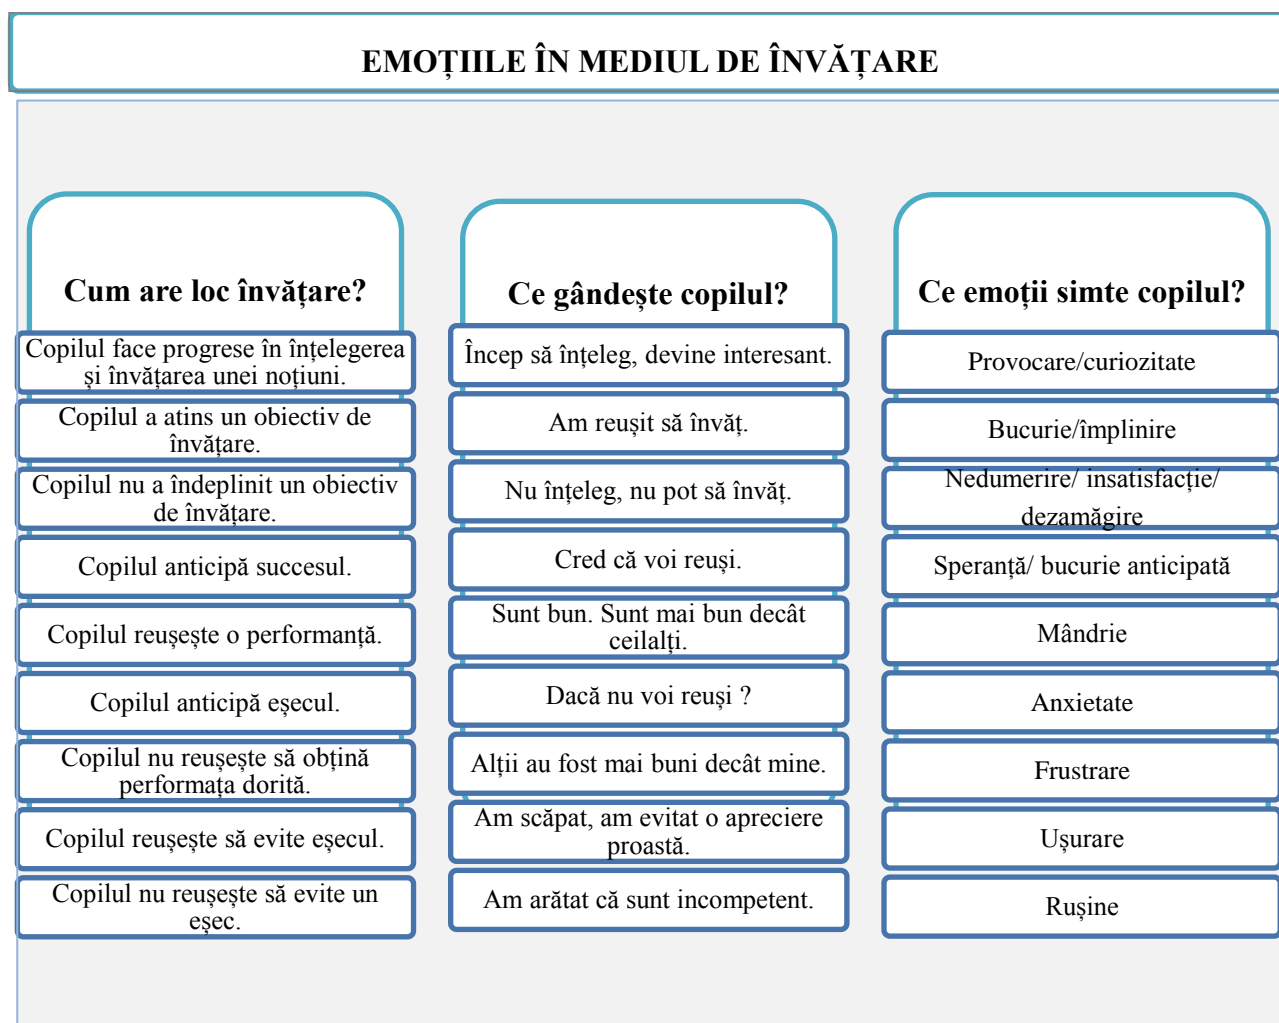 EMOȚIILE ÎN MEDIUL DE ÎNVĂȚARE
Cum are loc învățare?
Copilul face progrese în înțelegerea
și învățarea unei noțiuni.
Copilul a atins un obiectiv de
învățare.
Copilul nu a îndeplinit un obiectiv
de învățare.
Copilul anticipă succesul.
Copilul reușește o performanță.
Copilul anticipă eșecul.
Copilul nu reușește să obțină
performața dorită.
Copilul reușește să evite eșecul.
Copilul nu reușește să evite un
eșec.
Ce gândește copilul?
Încep să înțeleg, devine interesant.
Am reușit să învăț.
Nu înțeleg, nu pot să învăț.
Cred că voi reuși.
Sunt bun. Sunt mai bun decât
ceilalți.
Dacă nu voi reuși ?
Alții au fost mai buni decât mine.
Am scăpat, am evitat o apreciere
proastă.
Am arătat că sunt incompetent.
Ce emoții simte copilul?
Provocare/curiozitate
Bucurie/împlinire
Nedumerire/ insatisfacție/
dezamăgire
Speranță/ bucurie anticipată
Mândrie
Anxietate
Frustrare
Ușurare
Rușine